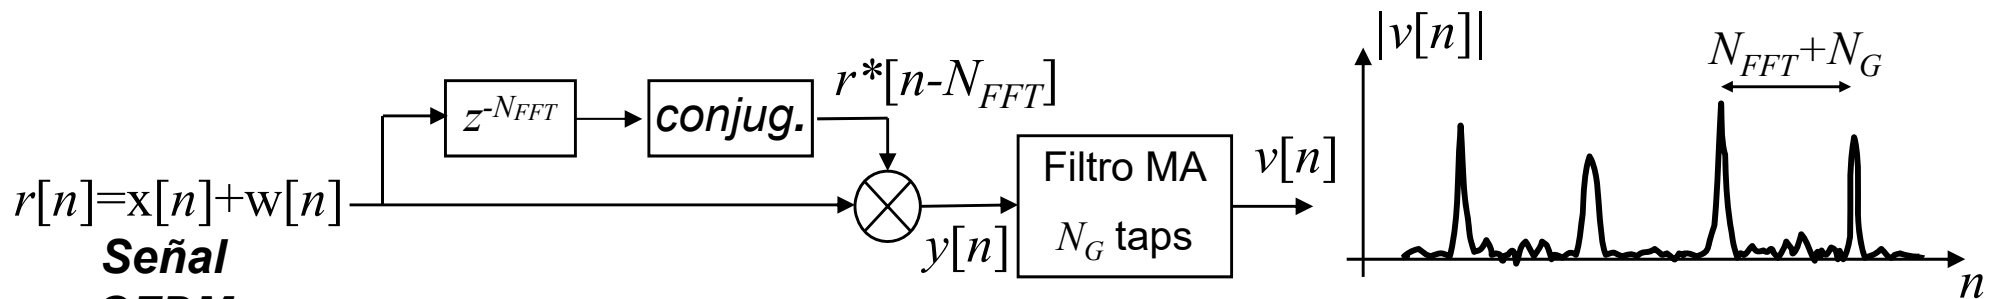 r[n]=x[n]+w[n]
Señal
z^-N_FFT
conjug.
r*[n-N_FFT]
y[n]
Filtro MA
N_G taps
v[n]
|v[n]|
N_FFT+N_G
n